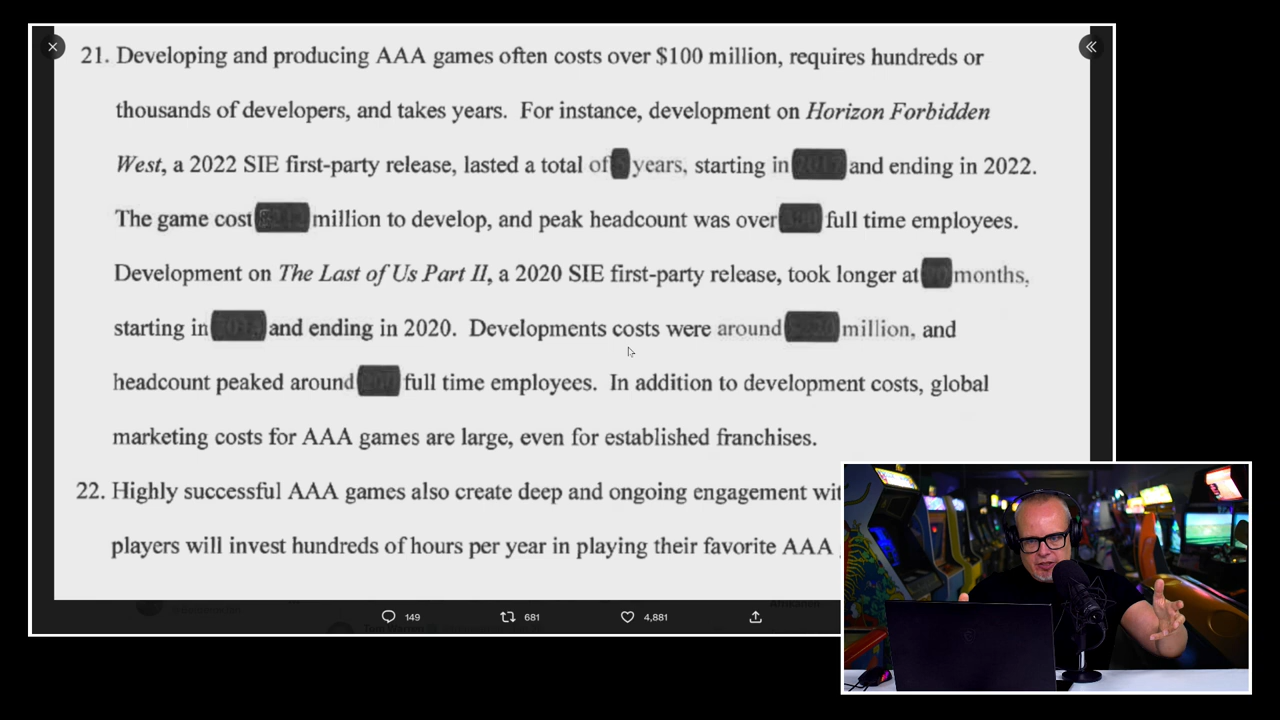 21. Developing and producing AAA games often costs over $100 million, requires hundreds or
thousands of developers, and takes years. For instance, development on Horizon Forbidden
West, a 2022 SIE first-party release, lasted a total of years, starting in and ending in 2022.
The game cost million to develop, and peak headcount was over full time employees.
Development on The Last of Us Part II, a 2020 SIE first-party release, took longer at months,
starting in and ending in 2020. Developments costs were around million, and
headcount peaked around full time employees. In addition to development costs, global
marketing costs for AAA games are large, even for established franchises.
22. Highly successful AAA games also create deep and ongoing engagement wit
players will invest hundreds of hours per year in playing their favorite AAA
149 681 4,881